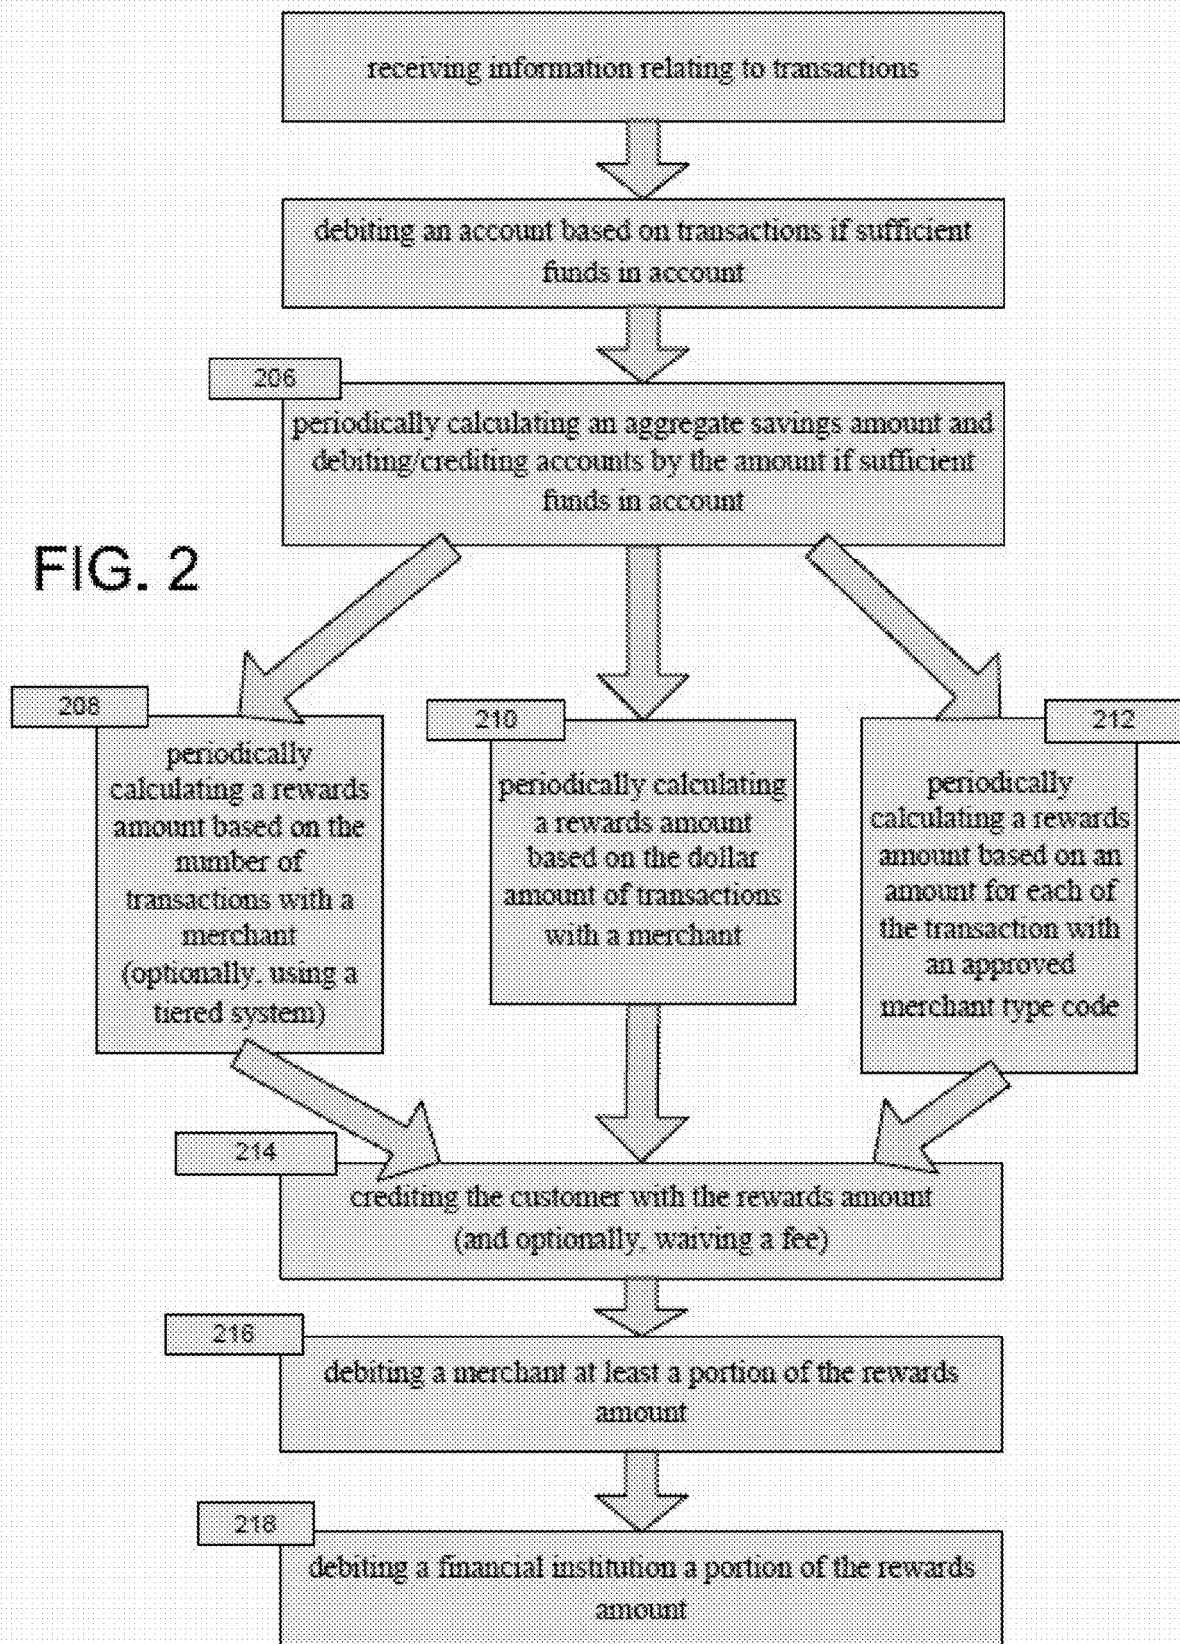 receiving information relating to transactions
debiting an account based on transactions if sufficient
funds in account
206
periodically calculating an aggregate savings amount and
debiting/crediting accounts by the amount if sufficient
funds in account
FIG. 2
208
periodically
calculating a rewards
amount based on the
number of
transactions with a
merchant
(optionally, using a
tiered system)
210
periodically calculating
a rewards amount
based on the dollar
amount of transactions
with a merchant
212
periodically
calculating a rewards
amount based on an
amount for each of
the transaction with
an approved
merchant type code
214
crediting the customer with the rewards amount
(and optionally, waiving a fee)
216
debiting a merchant at least a portion of the rewards
amount
218
debiting a financial institution a portion of the rewards
amount